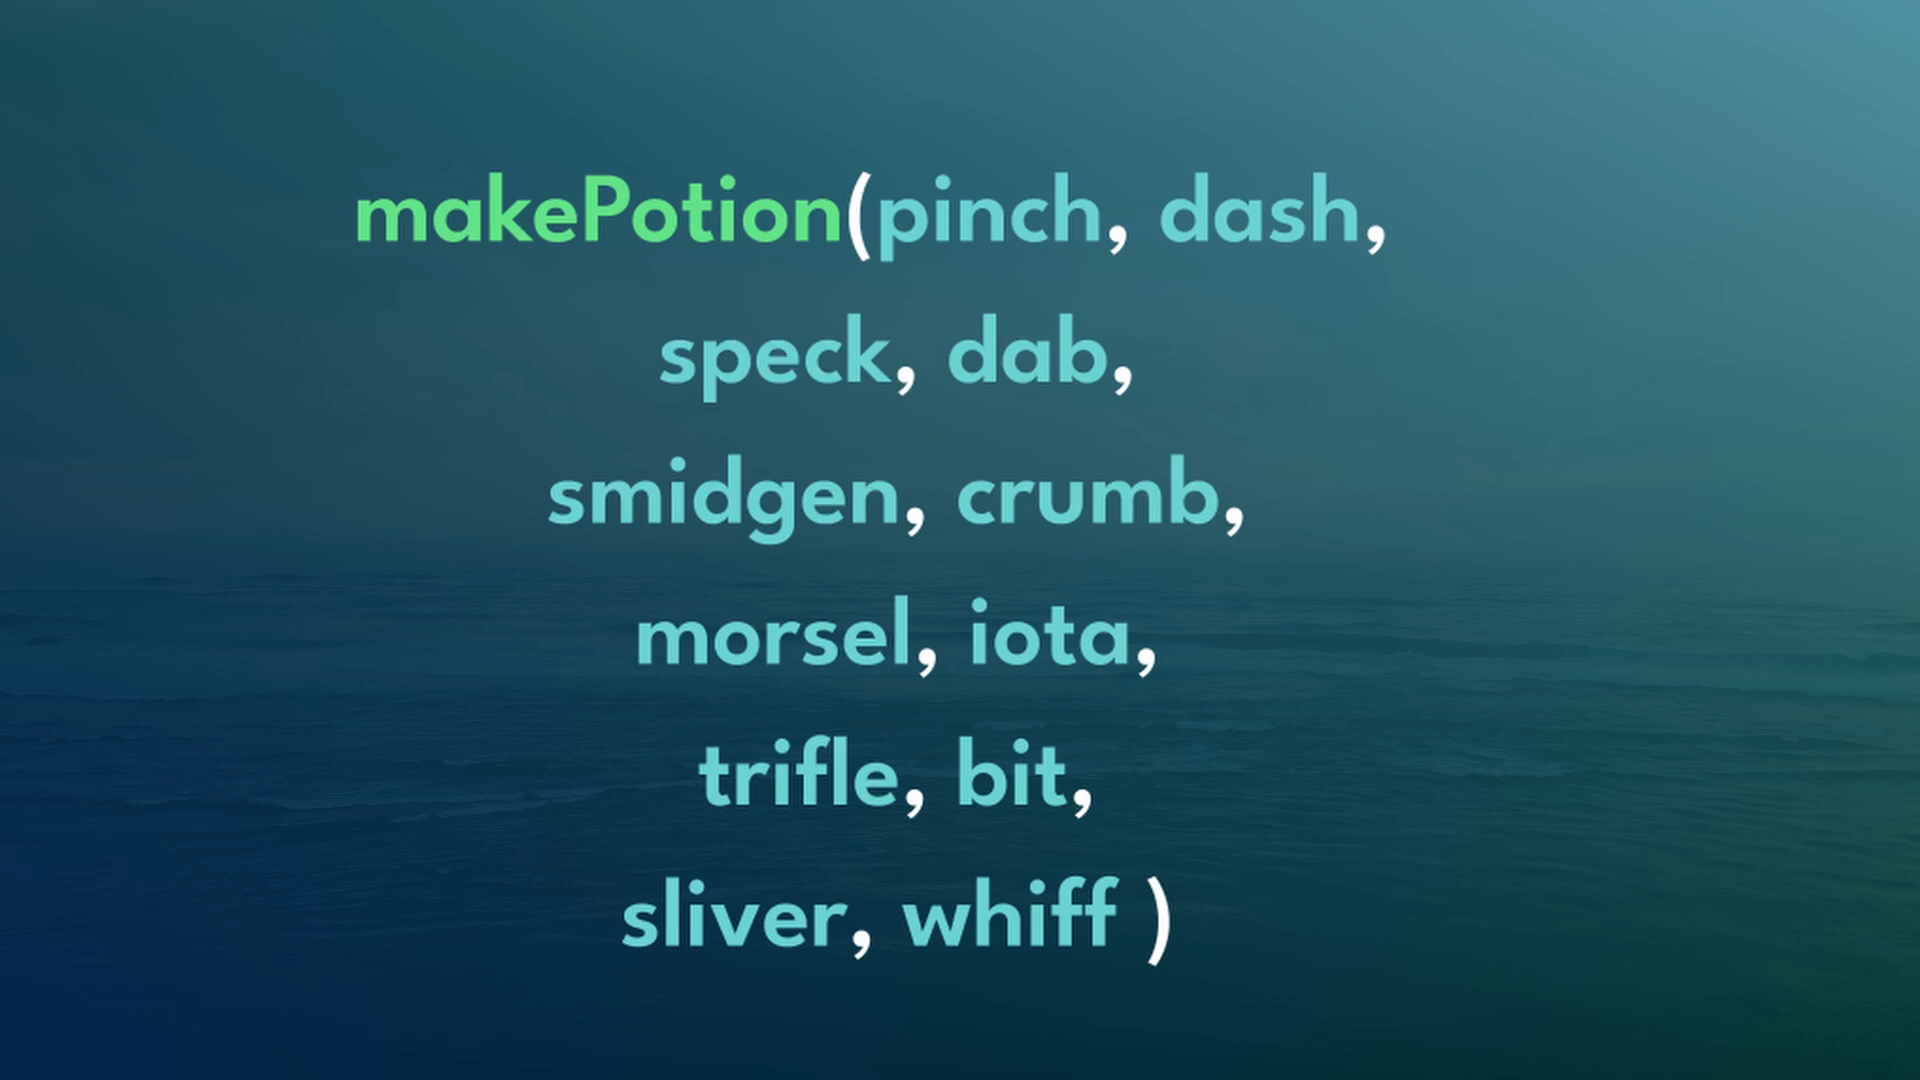 makePotion(pinch, dash,
speck, dab,
smidgen, crumb,
morsel, iota,
trifle, bit,
sliver, whiff )